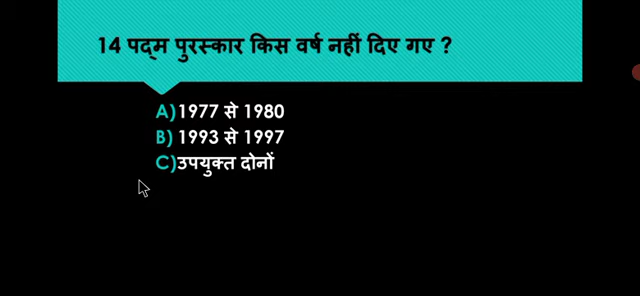 14 पद्म पुरस्कार किस वर्ष नहीं दिए गए ?
A)1977 से 1980
B) 1993 से 1997
C)उपयुक्त दोनों